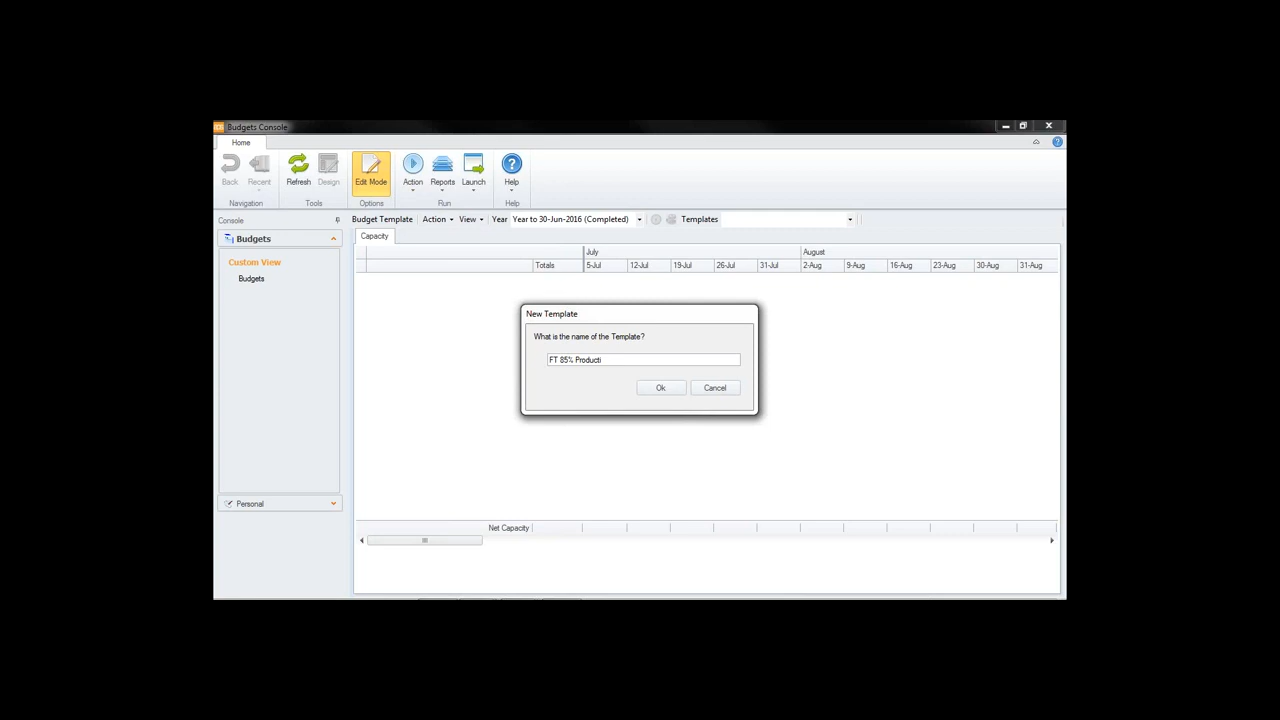 Budgets Console
Home
Back Recent Refresh Design Edit Mode Action Reports Launch Help
Navigation Tools Options Run Help
Console
Budget Template Action View Year Year to 30-Jun-2016 (Completed) Templates
Budgets
Capacity
Custom View
Budgets
July August
Totals 5-Jul 12-Jul 19-Jul 26-Jul 31-Jul 2-Aug 9-Aug 16-Aug 23-Aug 30-Aug 31-Aug
New Template
What is the name of the Template?
FT 85% Producti
Ok Cancel
Personal
Net Capacity